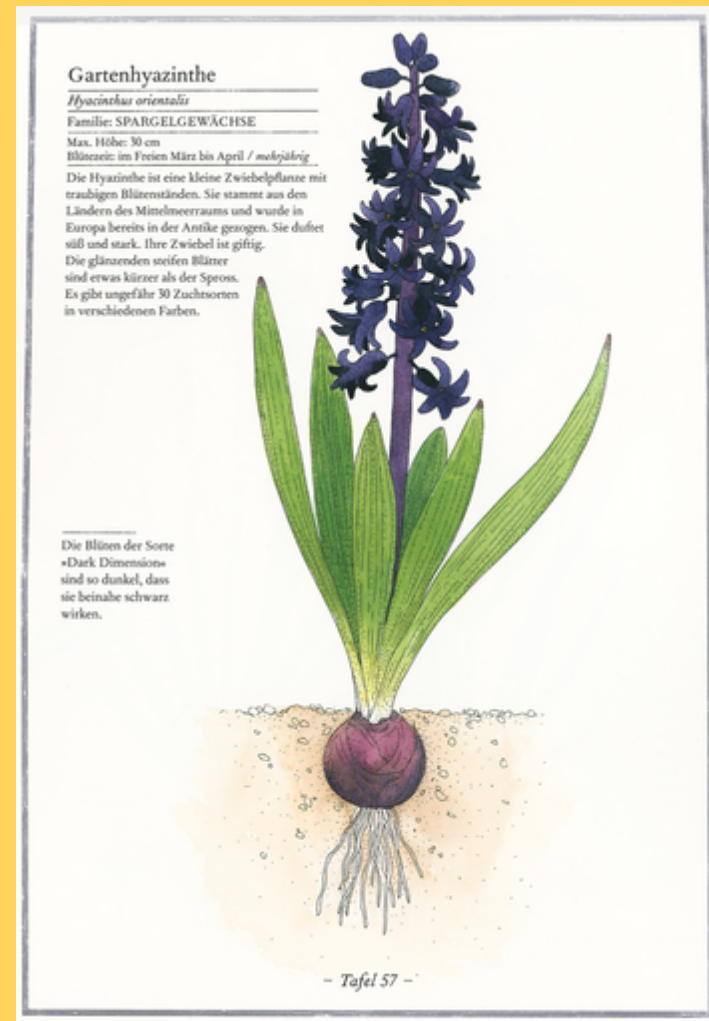 Gartenhyazinthe
Hyacinthus orientalis
Familie: SPARGELGEWÄCHSE
Max. Höhe: 30 cm
Blütezeit: im Freien März bis April / mehrjährig
Die Hyazinthe ist eine kleine Zwiebelpflanze mit
traubigen Blütenständen. Sie stammt aus den
Ländern des Mittelmeerraums und wurde in
Europa bereits in der Antike gezogen. Sie duftet
süß und stark. Ihre Zwiebel ist giftig.
Die glänzenden steifen Blätter
sind etwas kürzer als der Spross.
Es gibt ungefähr 30 Zuchtsorten
in verschiedenen Farben.
Die Blüten der Sorte
»Dark Dimension«
sind so dunkel, dass
sie beinahe schwarz
wirken.
– Tafel 57 –